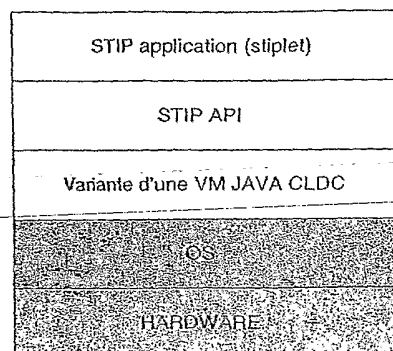 STIP application (stiplet)
STIP API
Variante d'une VM JAVA CLDC
OS
HARDWARE